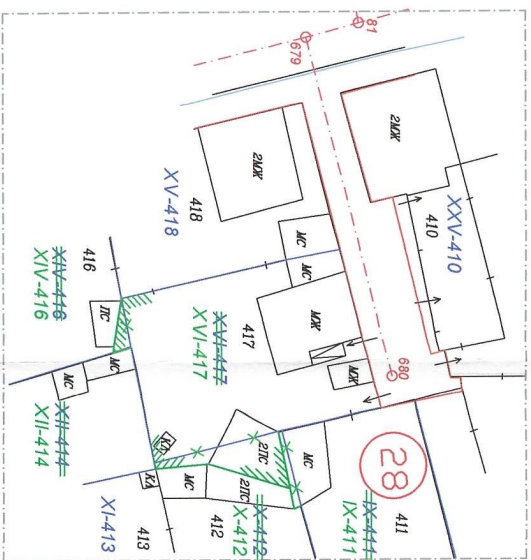 81
679
2МЖ
XXV-410
410
2МЖ
418
XV-418
МС
МС
МЖ
МЖ
680
417
XVI-417
XVI-417
416
XIV-416
XIV-416
ПС
МС
МС
XII-414
XII-414
КЛ
КЛ
2ПС
МС
2ПС
МС
28
411
IX-411
IX-411
412
X-412
X-412
413
XI-413